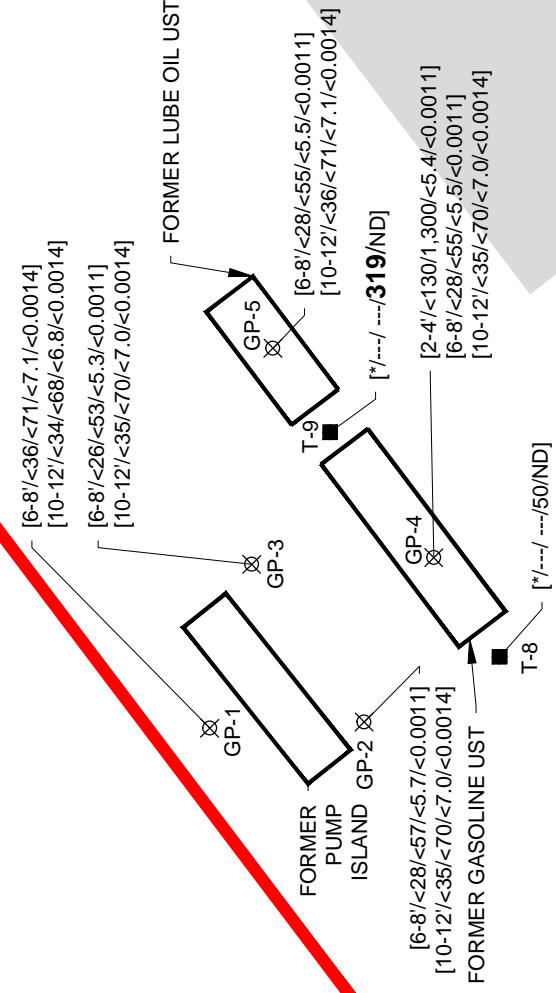 FORMER LUBE OIL UST
[6-8'/<36/<71/<7.1/<0.0014]
[10-12'/<34/<68/<6.8/<0.0014]
[6-8'/<26/<53/<5.3/<0.0011]
[10-12'/<35/<70/<7.0/<0.0014]
[6-8'/<28/<55/<5.5/<0.0011]
[10-12'/<36/<71/<7.1/<0.0014]
GP-5
[*/---/ ---/319/ND]
T-9
[2-4'/<130/1,300/<5.4/<0.0011]
[6-8'/<28/<55/<5.5/<0.0011]
[10-12'/<35/<70/<7.0/<0.0014]
GP-3
GP-4
GP-1
GP-2
T-8
[*/---/ ---/50/ND]
FORMER
PUMP
ISLAND
[6-8'/<28/<57/<5.7/<0.0011]
[10-12'/<35/<70/<7.0/<0.0014]
FORMER GASOLINE UST